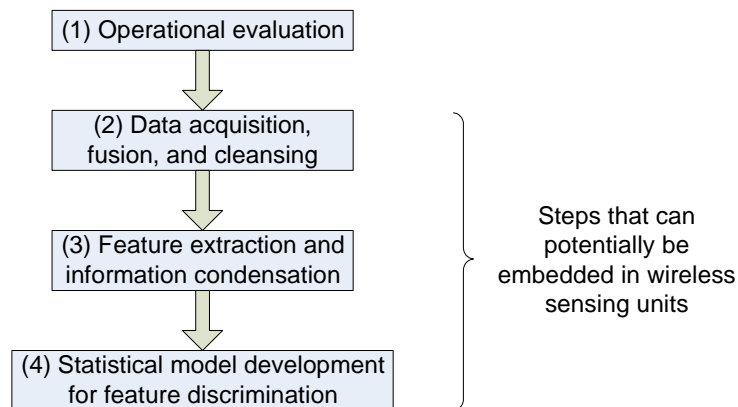 (1) Operational evaluation
(2) Data acquisition,
fusion, and cleansing
(3) Feature extraction and
information condensation
(4) Statistical model development
for feature discrimination
Steps that can
potentially be
embedded in wireless
sensing units